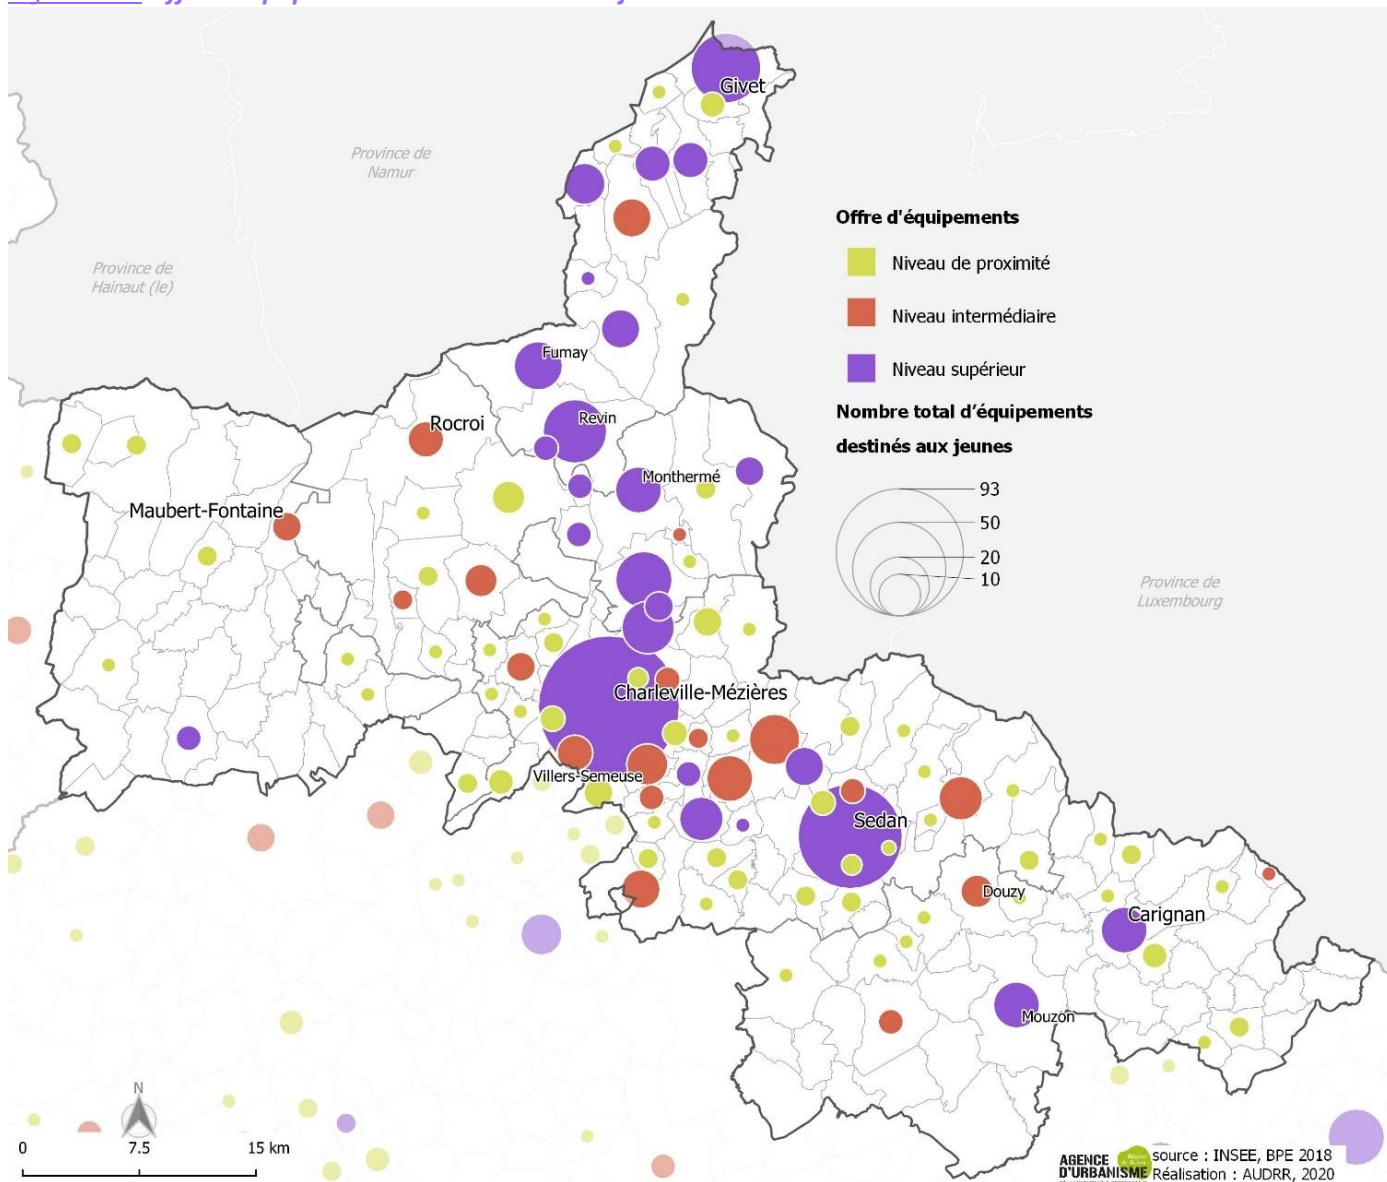 Givet
Province de
Namur
Offre d'équipements
Niveau de proximité
Province de
Hainaut (le)
Niveau intermédiaire
Fumay
Niveau supérieur
Nombre total d'équipements
destinés aux jeunes
Revin
Rocroi
Monthermé
93
50
20
10
Maubert-Fontaine
Province de
Luxembourg
Charleville-Mézières
Villers-Semeuse
Sedan
Douzy
Carignan
Mouzon
N
0 7.5 15 km
AGENCE
D'URBANISME
source : INSEE, BPE 2018
Réalisation : AUDRR, 2020